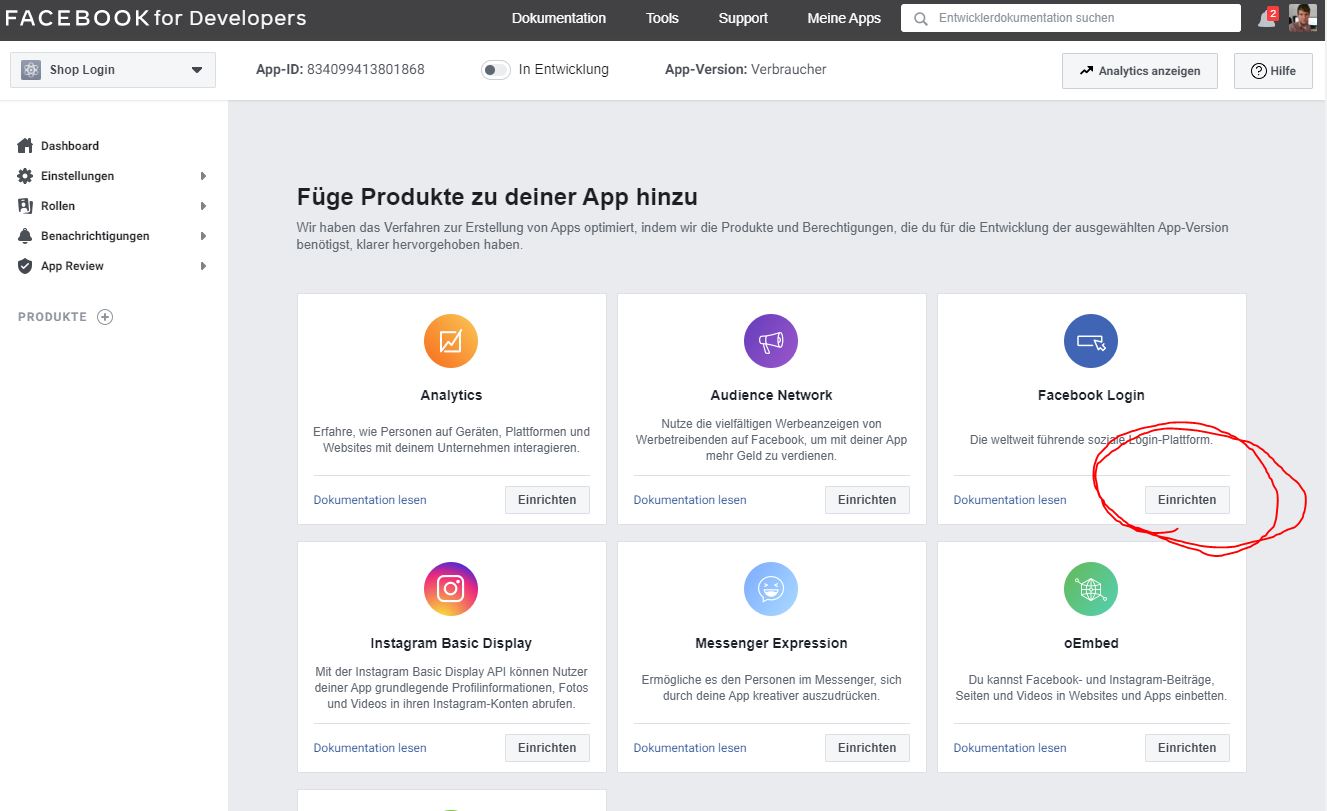 FACEBOOK for Developers
Dokumentation
Tools
Support
Meine Apps
Entwicklerdokumentation suchen
2
Shop Login
App-ID: 834099413801868
In Entwicklung
App-Version: Verbraucher
Analytics anzeigen
Hilfe
Dashboard
Einstellungen
Rollen
Benachrichtigungen
App Review
PRODUKTE
Füge Produkte zu deiner App hinzu
Wir haben das Verfahren zur Erstellung von Apps optimiert, indem wir die Produkte und Berechtigungen, die du für die Entwicklung der ausgewählten App-Version
benötigst, klarer hervorgehoben haben.
Analytics
Erfahre, wie Personen auf Geräten, Plattformen und
Websites mit deinem Unternehmen interagieren.
Dokumentation lesen
Einrichten
Audience Network
Nutze die vielfältigen Werbeanzeigen von
Werbetreibenden auf Facebook, um mit deiner App
mehr Geld zu verdienen.
Dokumentation lesen
Einrichten
Facebook Login
Die weltweit führende soziale Login-Plattform.
Dokumentation lesen
Einrichten
Instagram Basic Display
Mit der Instagram Basic Display API können Nutzer
deiner App grundlegende Profilinformationen, Fotos
und Videos in ihren Instagram-Konten abrufen.
Dokumentation lesen
Einrichten
Messenger Expression
Ermögliche es den Personen im Messenger, sich
durch deine App kreativer auszudrücken.
Dokumentation lesen
Einrichten
oEmbed
Du kannst Facebook- und Instagram-Beiträge,
Seiten und Videos in Websites und Apps einbetten.
Dokumentation lesen
Einrichten